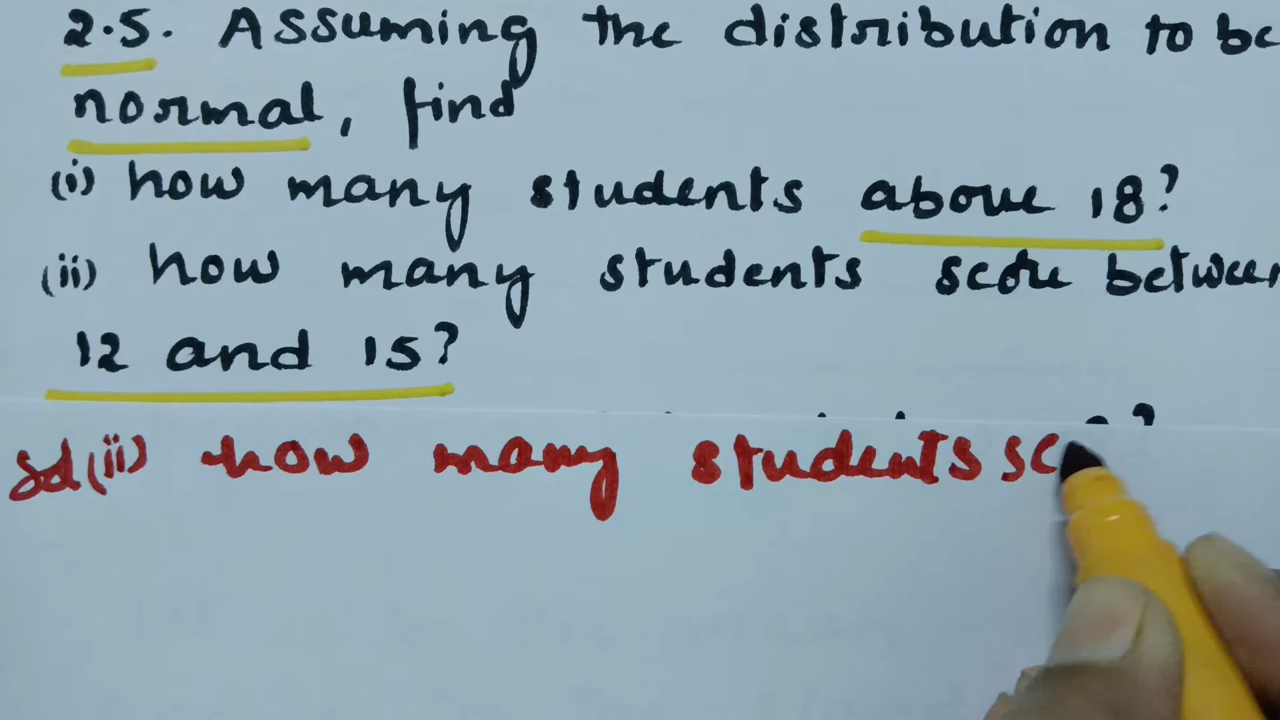 2.5. Assuming the distribution to be
normal, find
(i) how many students above 18?
(ii) how many students score between
12 and 15?
Sol(ii) how many students sc